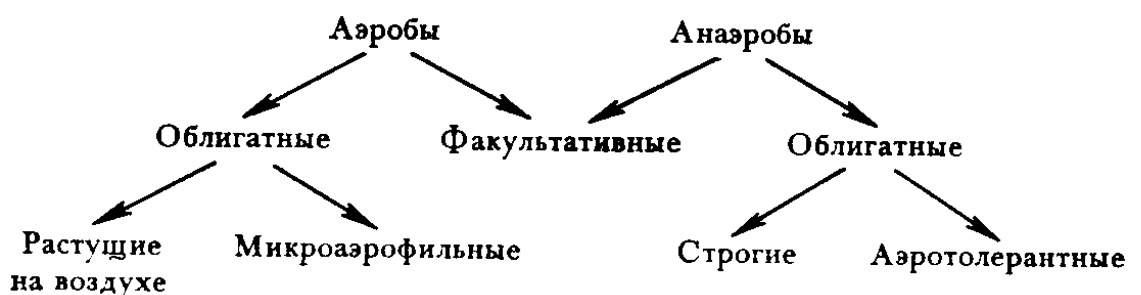 Аэробы Анаэробы
Облигатные Факультативные Облигатные
Растущие Микроаэрофильные Строгие Аэротолерантные
на воздухе